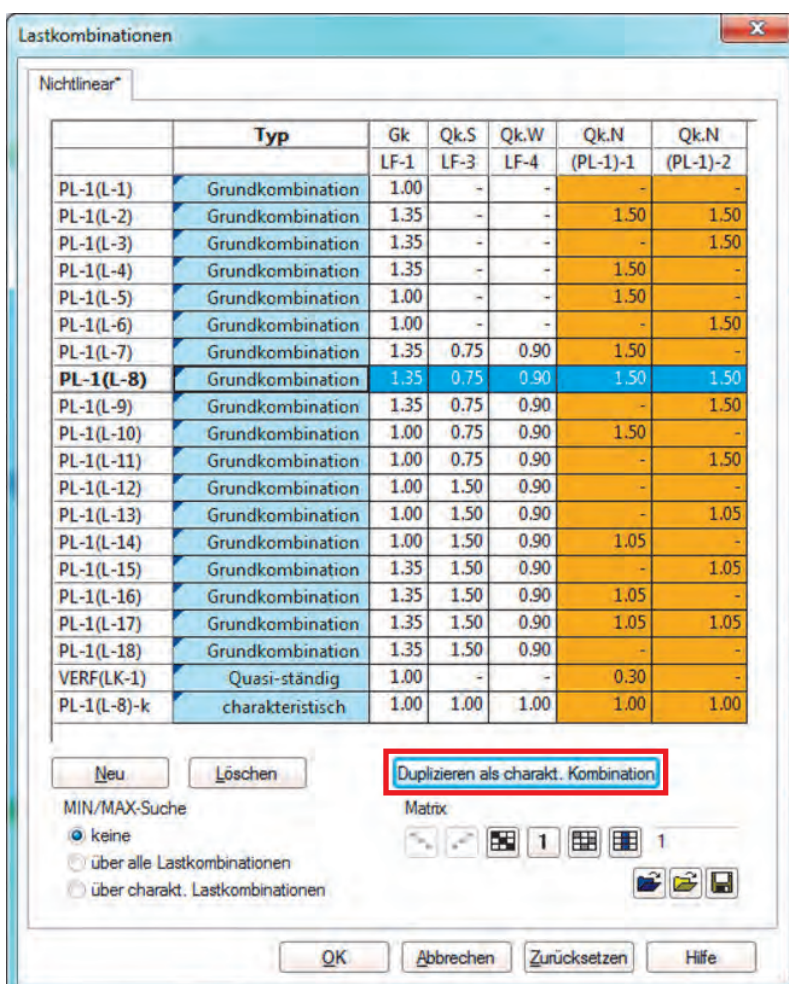 Lastkombinationen
Nichtlinear*
Typ Gk Qk.S Qk.W Qk.N Qk.N
LF-1 LF-3 LF-4 (PL-1)-1 (PL-1)-2
PL-1(L-1) Grundkombination 1.00 - - - -
PL-1(L-2) Grundkombination 1.35 - - 1.50 1.50
PL-1(L-3) Grundkombination 1.35 - - - 1.50
PL-1(L-4) Grundkombination 1.35 - - 1.50 -
PL-1(L-5) Grundkombination 1.00 - - 1.50 -
PL-1(L-6) Grundkombination 1.00 - - - 1.50
PL-1(L-7) Grundkombination 1.35 0.75 0.90 1.50 -
PL-1(L-8) Grundkombination 1.35 0.75 0.90 1.50 1.50
PL-1(L-9) Grundkombination 1.35 0.75 0.90 - 1.50
PL-1(L-10) Grundkombination 1.00 0.75 0.90 1.50 -
PL-1(L-11) Grundkombination 1.00 0.75 0.90 - 1.50
PL-1(L-12) Grundkombination 1.00 1.50 0.90 - -
PL-1(L-13) Grundkombination 1.00 1.50 0.90 - 1.05
PL-1(L-14) Grundkombination 1.00 1.50 0.90 1.05 -
PL-1(L-15) Grundkombination 1.35 1.50 0.90 - 1.05
PL-1(L-16) Grundkombination 1.35 1.50 0.90 1.05 -
PL-1(L-17) Grundkombination 1.35 1.50 0.90 1.05 1.05
PL-1(L-18) Grundkombination 1.35 1.50 0.90 - -
VERF(LK-1) Quasi-ständig 1.00 - - 0.30 -
PL-1(L-8)-k charakteristisch 1.00 1.00 1.00 1.00 1.00
Neu Löschen Duplizieren als charakt. Kombination
MIN/MAX-Suche Matrix
keine 1 1
über alle Lastkombinationen
über charakt. Lastkombinationen
OK Abbrechen Zurücksetzen Hilfe